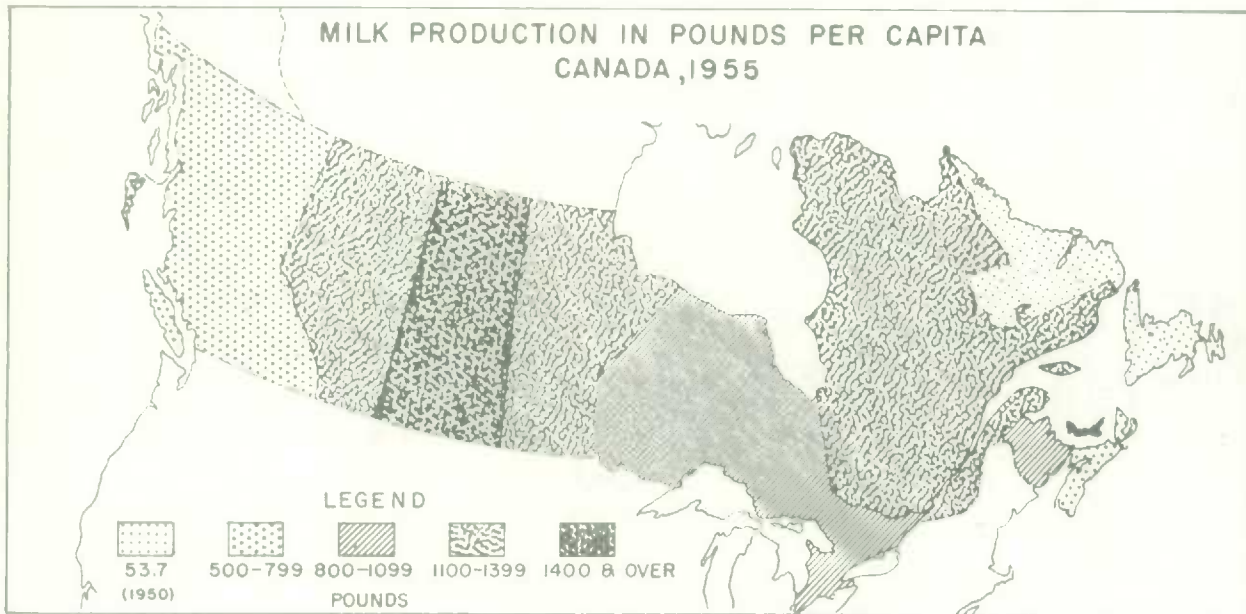 MILK PRODUCTION IN POUNDS PER CAPITA
CANADA, 1955
LEGEND
53.7 500-799 800-1099 1100-1399 1400 & OVER
(1950) POUNDS